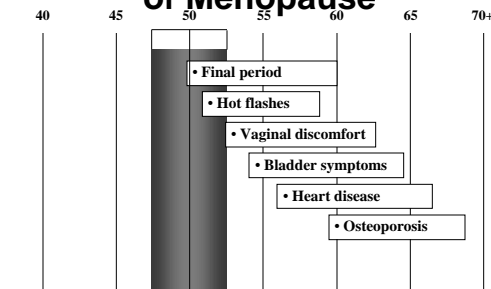 of Menopause
40 45 50 55 60 65 70+
• Final period
• Hot flashes
• Vaginal discomfort
• Bladder symptoms
• Heart disease
• Osteoporosis